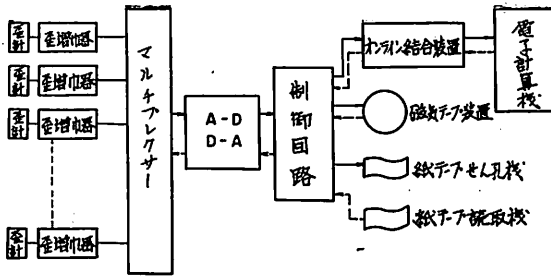 歪計 歪増巾器
歪計 歪増巾器
歪計 歪増巾器
歪計 歪増巾器
マルチプレクサー
A-D
D-A
制御回路
オンライン結合装置
電子計算機
磁気テープ装置
紙テープせん孔機
紙テープ読取機